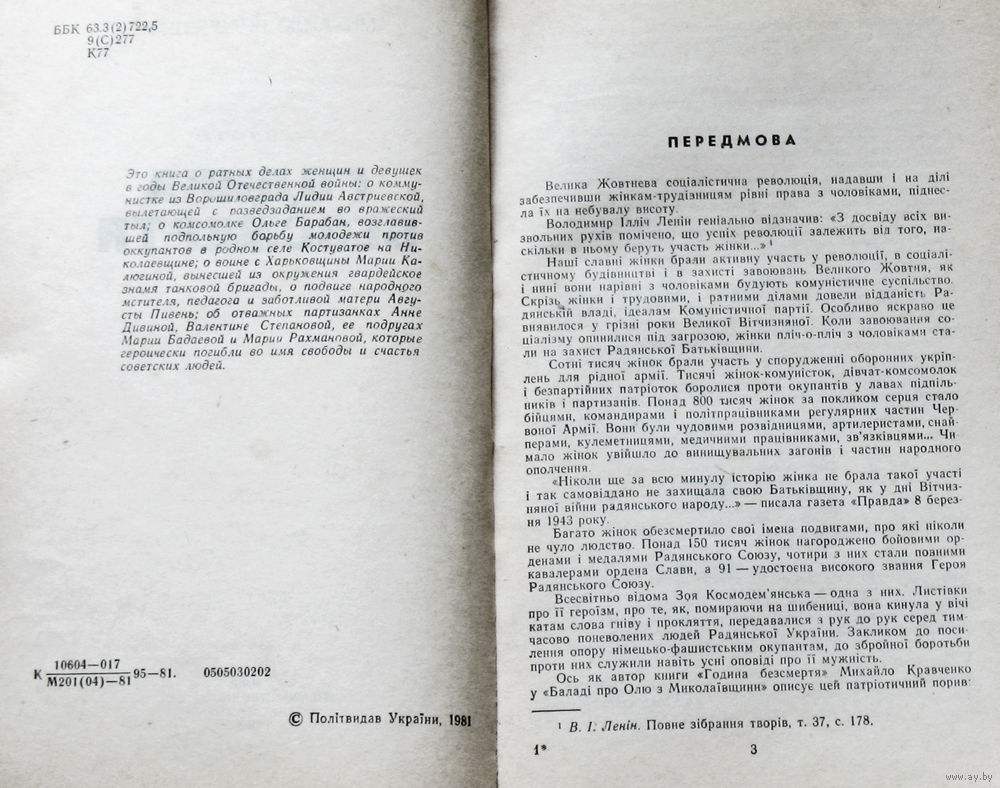 ББК 63.3(2)722,5
9(С)277
К77
Это книга о ратных делах женщин и девушек
в годы Великой Отечественной войны: о комму-
нистке из Ворошиловграда Лидии Австриевской,
вылетающей с разведзаданием во вражеский
тыл; о комсомолке Ольге Барабан, возглавив-
шей подпольную борьбу молодежи против
оккупантов в родном селе Костуватое на Ни-
колаевщине; о воине с Харьковщины Марии Ка-
люгиной, вынесшей из окружения гвардейское
знамя танковой бригады, о подвиге народного
мстителя, педагога и заботливой матери Авгу-
сты Пивень; об отважных партизанках Анне
Дивиной, Валентине Степановой, ее подругах
Марии Бадаевой и Марии Рахмановой, которые
героически погибли во имя свободы и счастья
советских людей.
К 10604—017
М201(04)—81 95—81. 0505030202
© Політвидав України, 1981
ПЕРЕДМОВА
Велика Жовтнева соціалістична революція, надавши і на ділі
забезпечивши жінкам-трудівницям рівні права з чоловіками, піднес-
ла їх на небувалу висоту.
Володимир Ілліч Ленін геніально відзначив: «З досвіду всіх виз-
вольних рухів помічено, що успіх революції залежить від того, нас-
кільки в ньому беруть участь жінки...» ¹
Наші славні жінки брали активну участь у революції, в соціалі-
стичному будівництві і в захисті завоювань Великого Жовтня, як
і нині вони нарівні з чоловіками будують комуністичне суспільство.
Скрізь жінки і трудовими, і ратними ділами довели відданість Ра-
дянській владі, ідеалам Комуністичної партії. Особливо яскраво це
виявилося у грізні роки Великої Вітчизняної. Коли завоювання со-
ціалізму опинилися під загрозою, жінки пліч-о-пліч з чоловіками ста-
ли на захист Радянської Батьківщини.
Сотні тисяч жінок брали участь у спорудженні оборонних укріп-
лень для рідної армії. Тисячі жінок-комуністок, дівчат-комсомолок
і безпартійних патріоток боролися проти окупантів у лавах підпіль-
ників і партизанів. Понад 800 тисяч жінок за покликом серця стало
бійцями, командирами і політпрацівниками регулярних частин Чер-
воної Армії. Вони були чудовими розвідницями, артилеристами, снай-
перами, кулеметницями, медичними працівниками, зв'язківцями... Чи-
мало жінок увійшло до винищувальних загонів і частин народного
ополчення.
«Ніколи ще за всю минулу історію жінка не брала такої участі
і так самовіддано не захищала свою Батьківщину, як у дні Вітчиз-
няної війни радянського народу...» — писала газета «Правда» 8 берез-
ня 1943 року.
Багато жінок обезсмертило свої імена подвигами, про які ніколи
не чуло людство. Понад 150 тисяч жінок нагороджено бойовими ор-
денами і медалями Радянського Союзу, чотири з них стали повними
кавалерами ордена Слави, а 91 — удостоєна високого звання Героя
Радянського Союзу.
Всесвітньо відома Зоя Космодем'янська — одна з них. Листівки
про її героїзм, про те, як, помираючи на шибениці, вона кинула у вічі
катам слова гніву і прокляття, передавалися з рук до рук серед тим-
часово поневолених людей Радянської України. Закликом до поси-
лення опору німецько-фашистським окупантам, до збройної боротьби
проти них служили навіть усні оповіді про її мужність.
Ось як автор книги «Година безсмертя» Михайло Кравченко
у «Баладі про Олю з Миколаївщини» описує цей патріотичний порив:
¹ В. І. Ленін. Повне зібрання творів, т. 37, с. 178.
1* 3
www.ay.by